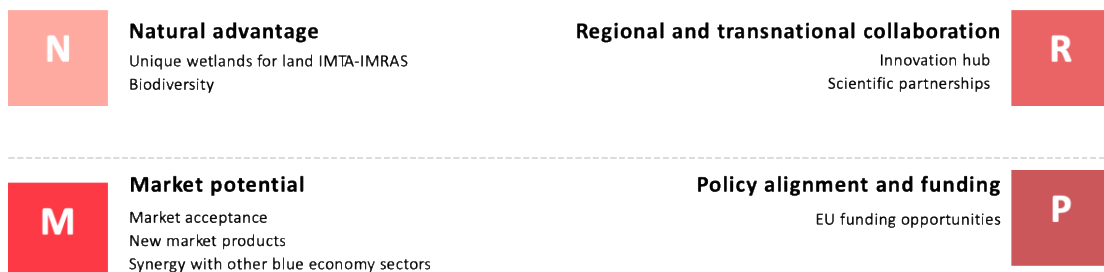 N
Natural advantage
Unique wetlands for land IMTA-IMRAS
Biodiversity
Regional and transnational collaboration
Innovation hub
Scientific partnerships
R
M
Market potential
Market acceptance
New market products
Synergy with other blue economy sectors
Policy alignment and funding
EU funding opportunities
P